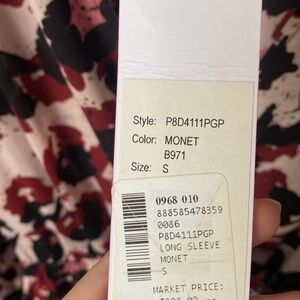 Style: P8D4111PGP
Color: MONET
B971
Size: S
0968 010
888585478359
0086
P8D4111PGP
LONG SLEEVE
MONET
S
MARKET PRICE: